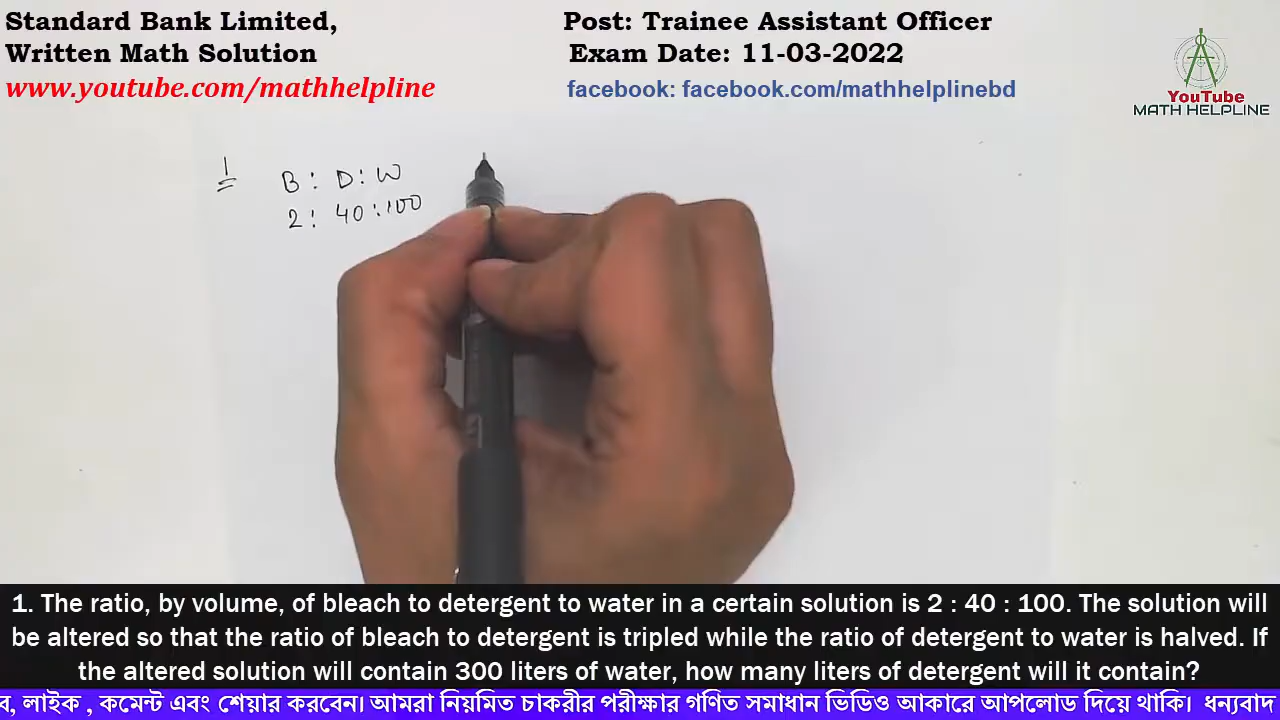 Standard Bank Limited,
Written Math Solution
www.youtube.com/mathhelpline
Post: Trainee Assistant Officer
Exam Date: 11-03-2022
facebook: facebook.com/mathhelplinebd
YouTube
MATH HELPLINE
1
B : D : W
2 : 40 : 100
1. The ratio, by volume, of bleach to detergent to water in a certain solution is 2 : 40 : 100. The solution will
be altered so that the ratio of bleach to detergent is tripled while the ratio of detergent to water is halved. If
the altered solution will contain 300 liters of water, how many liters of detergent will it contain?
লাইক , কমেন্ট এবং শেয়ার করবেন। আমরা নিয়মিত চাকরীর পরীক্ষার গণিত সমাধান ভিডিও আকারে আপলোড দিয়ে থাকি। ধন্যবাদ